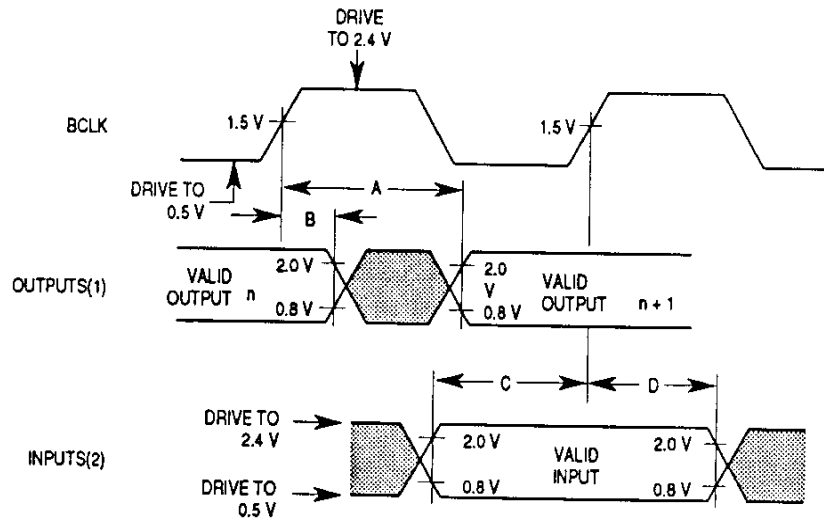 DRIVE
TO 2.4 V
BCLK
1.5 V
1.5 V
DRIVE TO
0.5 V
A
B
OUTPUTS(1)
VALID
OUTPUT n
2.0 V
0.8 V
2.0
V
0.8 V
VALID
OUTPUT n + 1
C
D
DRIVE TO
2.4 V
INPUTS(2)
2.0 V
0.8 V
VALID
INPUT
2.0 V
0.8 V
DRIVE TO
0.5 V